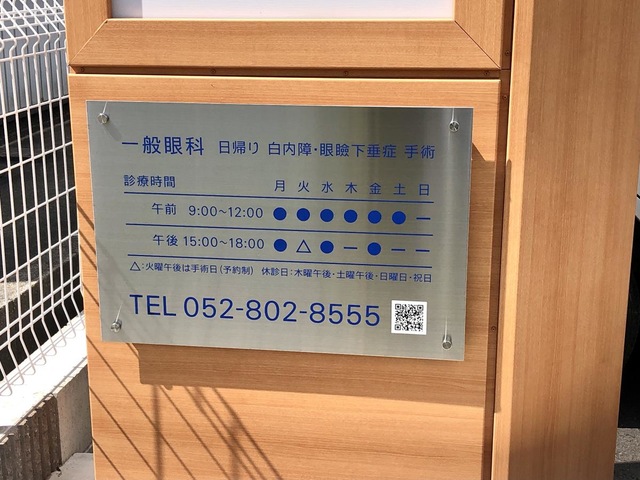 一般眼科 日帰り 白内障・眼瞼下垂症 手術
診療時間 月 火 水 木 金 土 日
午前 9:00~12:00 ● ● ● ● ● ● ー
午後 15:00~18:00 ● △ ● ー ● ー ー
△:火曜午後は手術日(予約制) 休診日:木曜午後・土曜午後・日曜日・祝日
TEL 052-802-8555